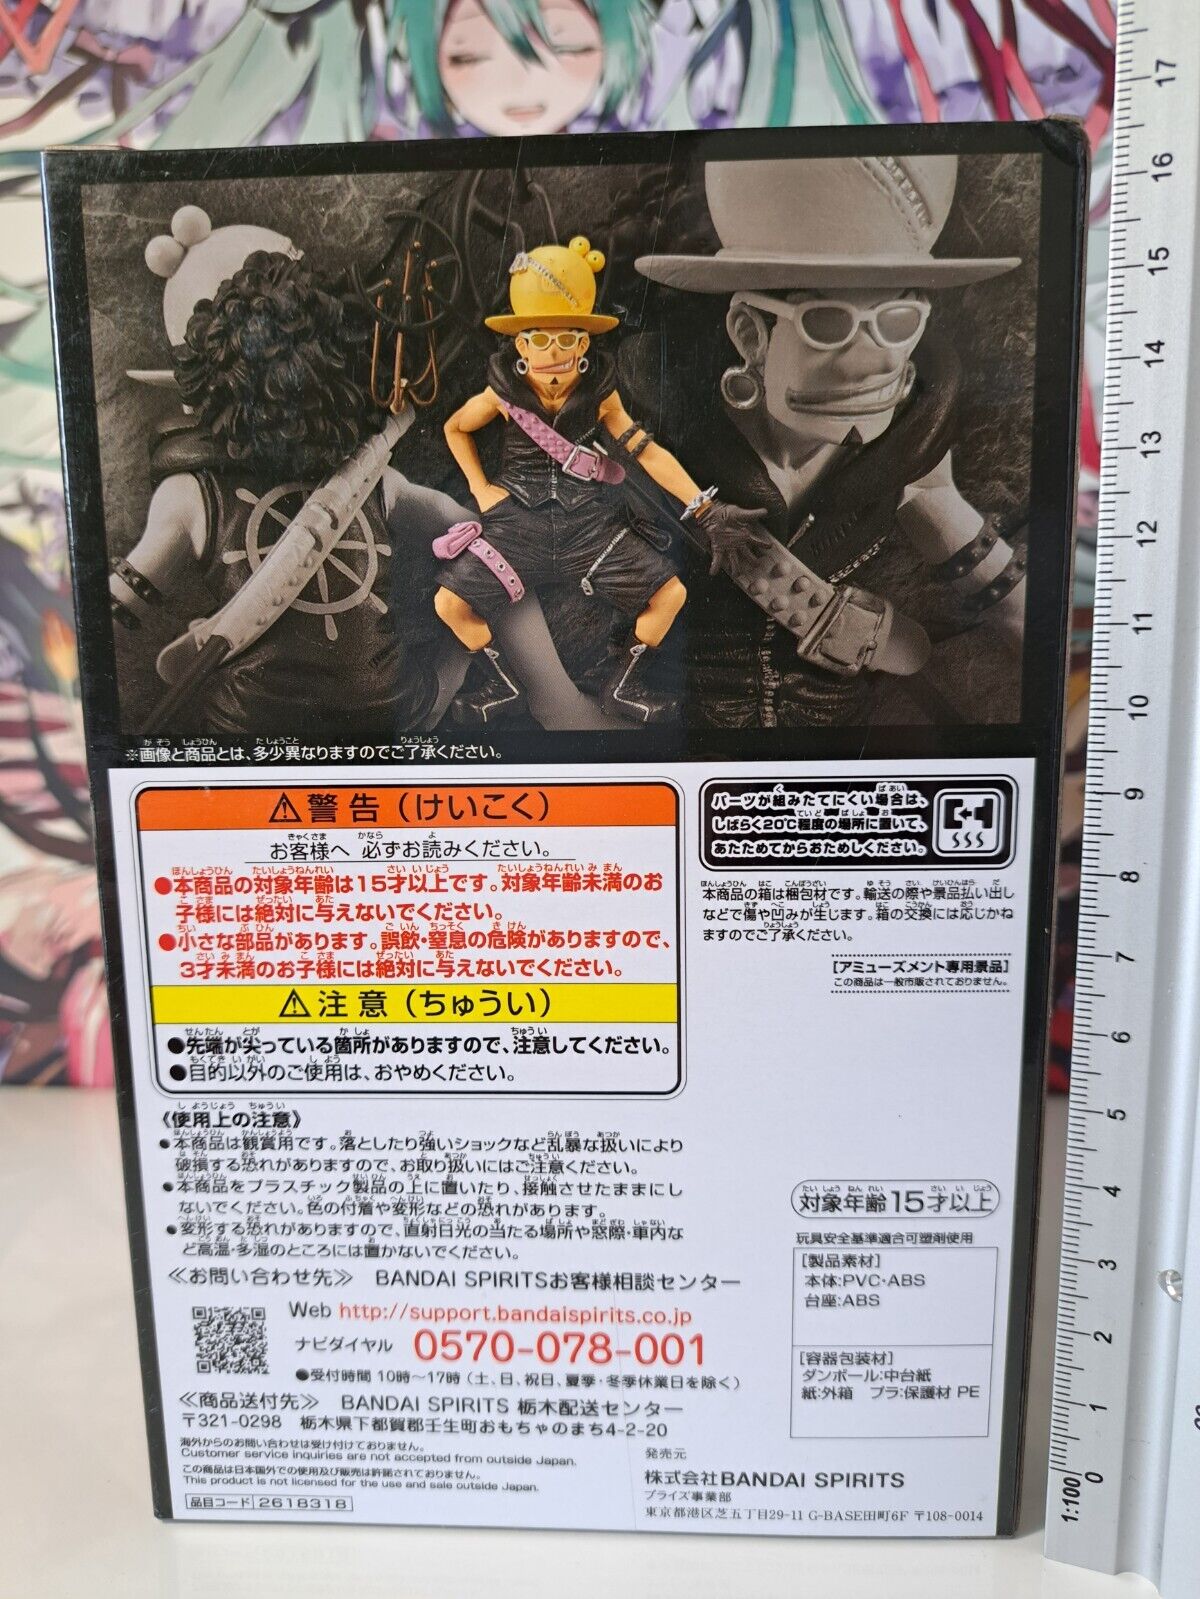 ※画像と商品とは、多少異なりますのでご了承ください。
⚠警告（けいこく）
お客様へ 必ずお読みください。
●本商品の対象年齢は15才以上です。対象年齢未満のお
子様には絶対に与えないでください。
●小さな部品があります。誤飲・窒息の危険がありますので、
3才未満のお子様には絶対に与えないでください。
⚠注意（ちゅうい）
●先端が尖っている箇所がありますので、注意してください。
●目的以外のご使用は、おやめください。
パーツが組みたてにくい場合は、
しばらく20℃程度の場所に置いて、
あたためてからおためしください。
本商品の箱は梱包材です。輸送の際や景品払い出し
などで傷や凹みが生じます。箱の交換には応じかね
ますのでご了承ください。
【アミューズメント専用景品】
この商品は一般市販されておりません。
《使用上の注意》
●本商品は観賞用です。落としたり強いショックなど乱暴な扱いにより
破損する恐れがありますので、お取り扱いにはご注意ください。
●本商品をプラスチック製品の上に置いたり、接触させたままにし
ないでください。色の付着や変形などの恐れがあります。
●変形する恐れがありますので、直射日光の当たる場所や窓際・車内な
ど高温・多湿のところには置かないでください。
≪お問い合わせ先≫ BANDAI SPIRITSお客様相談センター
Web http://support.bandaispirits.co.jp
ナビダイヤル 0570-078-001
●受付時間 10時〜17時（土、日、祝日、夏季・冬季休業日を除く）
≪商品送付先≫ BANDAI SPIRITS 栃木配送センター
〒321-0298 栃木県下都賀郡壬生町おもちゃのまち4-2-20
海外からのお問い合わせは受け付けておりません。
Customer service inquiries are not accepted from outside Japan.
この商品は日本国外での使用及び販売は許諾されておりません。
This product is not licensed for the use and sale outside Japan.
品目コード 2618318
対象年齢15才以上
玩具安全基準適合可塑剤使用
[製品素材]
本体:PVC・ABS
台座:ABS
[容器包装材]
ダンボール:中台紙
紙:外箱 プラ:保護材 PE
発売元
株式会社BANDAI SPIRITS
プライズ事業部
東京都港区芝五丁目29-11 G-BASE田町6F 〒108-0014
17
16
15
14
13
12
11
10
9
8
7
6
5
4
3
2
1
0
1:100